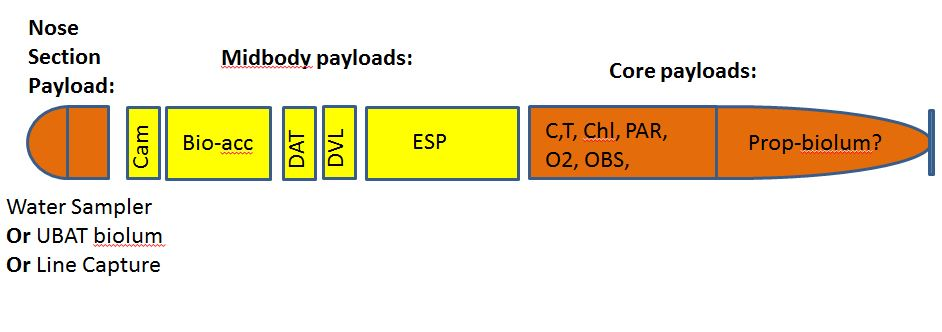 Nose
Section
Payload:
Midbody payloads:
Core payloads:
Cam
Bio-acc
DAT
DVL
ESP
C,T, Chl, PAR,
O2, OBS,
Prop-biolum?
Water Sampler
Or UBAT biolum
Or Line Capture